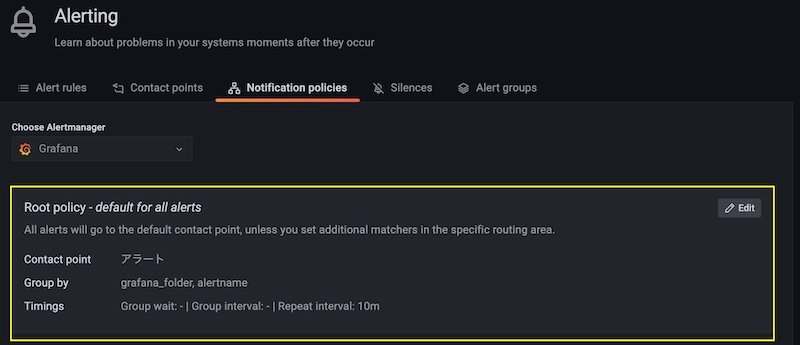 Alerting
Learn about problems in your systems moments after they occur
Alert rules Contact points Notification policies Silences Alert groups
Choose Alertmanager
Grafana
Root policy - default for all alerts
Edit
All alerts will go to the default contact point, unless you set additional matchers in the specific routing area.
Contact point アラート
Group by grafana_folder, alertname
Timings Group wait: - | Group interval: - | Repeat interval: 10m